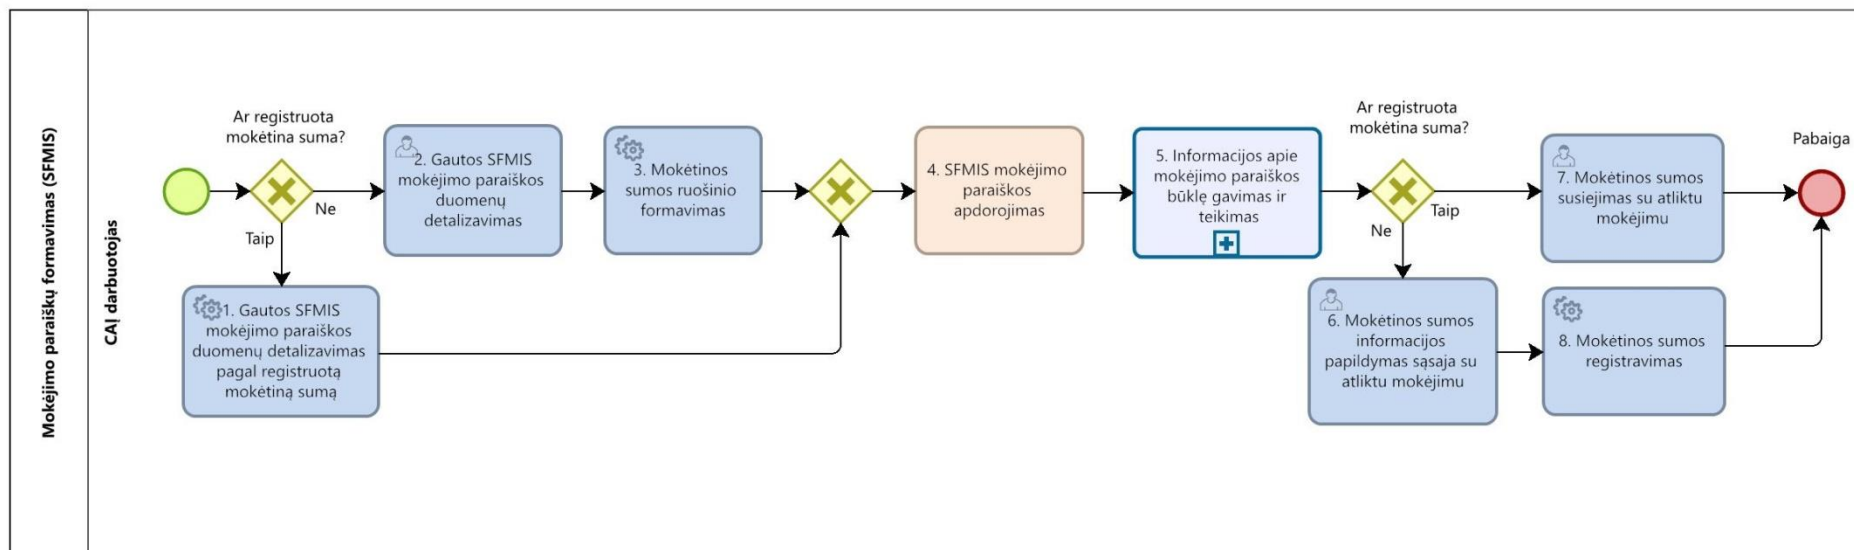 Mokėjimo paraiškų formavimas (SFMIS)
CAĮ darbuotojas
Ar registruota
mokėtina suma?
Ne
Taip
1. Gautos SFMIS
mokėjimo paraiškos
duomenų detalizavimas
pagal registruotą
mokėtiną sumą
2. Gautos SFMIS
mokėjimo paraiškos
duomenų
detalizavimas
3. Mokėtinos
sumos ruošinio
formavimas
4. SFMIS mokėjimo
paraiškos
apdorojimas
5. Informacijos apie
mokėjimo paraiškos
būklę gavimas ir
teikimas
Ar registruota
mokėtina suma?
Taip
Ne
6. Mokėtinos sumos
informacijos
papildymas sąsaja su
atliktu mokėjimu
7. Mokėtinos sumos
susiejimas su atliktu
mokėjimu
8. Mokėtinos sumos
registravimas
Pabaiga